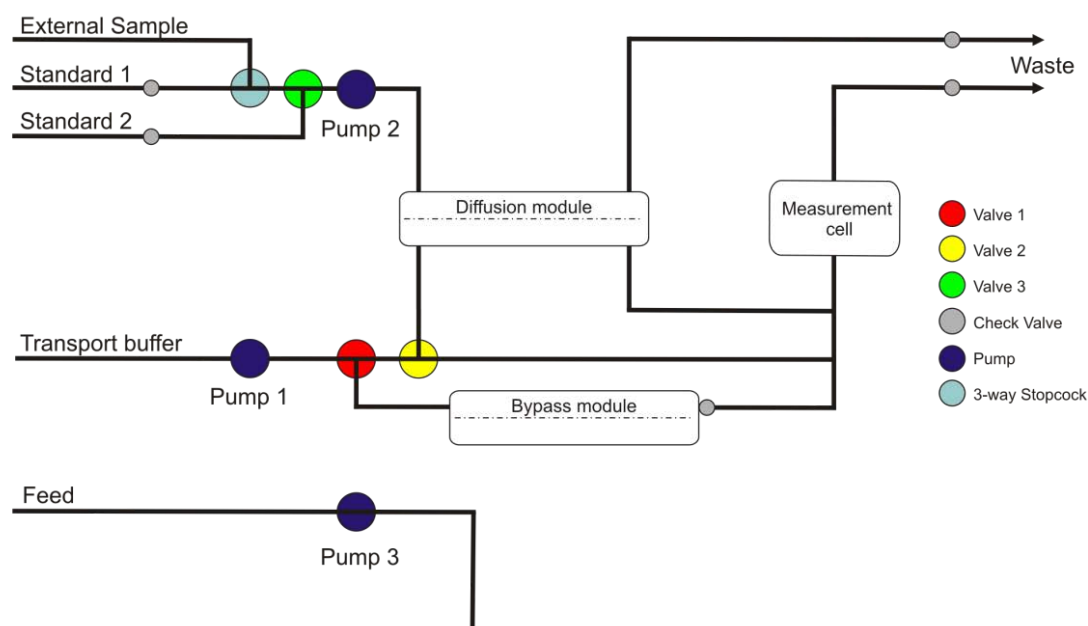 External Sample
Standard 1
Standard 2
Pump 2
Waste
Diffusion module
Measurement
cell
Valve 1
Valve 2
Valve 3
Check Valve
Pump
3-way Stopcock
Transport buffer
Pump 1
Bypass module
Feed
Pump 3